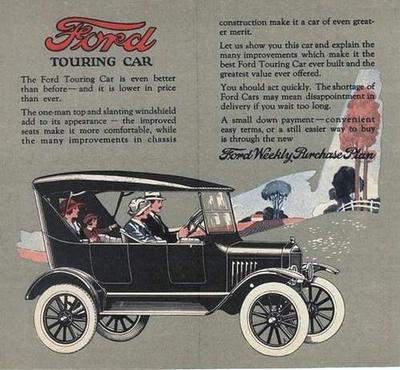 Ford
TOURING CAR
The Ford Touring Car is even better
than before—and it is lower in price
than ever.
The one-man top and slanting windshield
add to its appearance — the improved
seats make it more comfortable, while
the many improvements in chassis
construction make it a car of even great-
er merit.
Let us show you this car and explain the
many improvements which make it the
best Ford Touring Car ever built and the
greatest value ever offered.
You should act quickly. The shortage of
Ford Cars may mean disappointment in
delivery if you wait too long.
A small down payment—convenient
easy terms, or a still easier way to buy
is through the new
Ford Weekly Purchase Plan